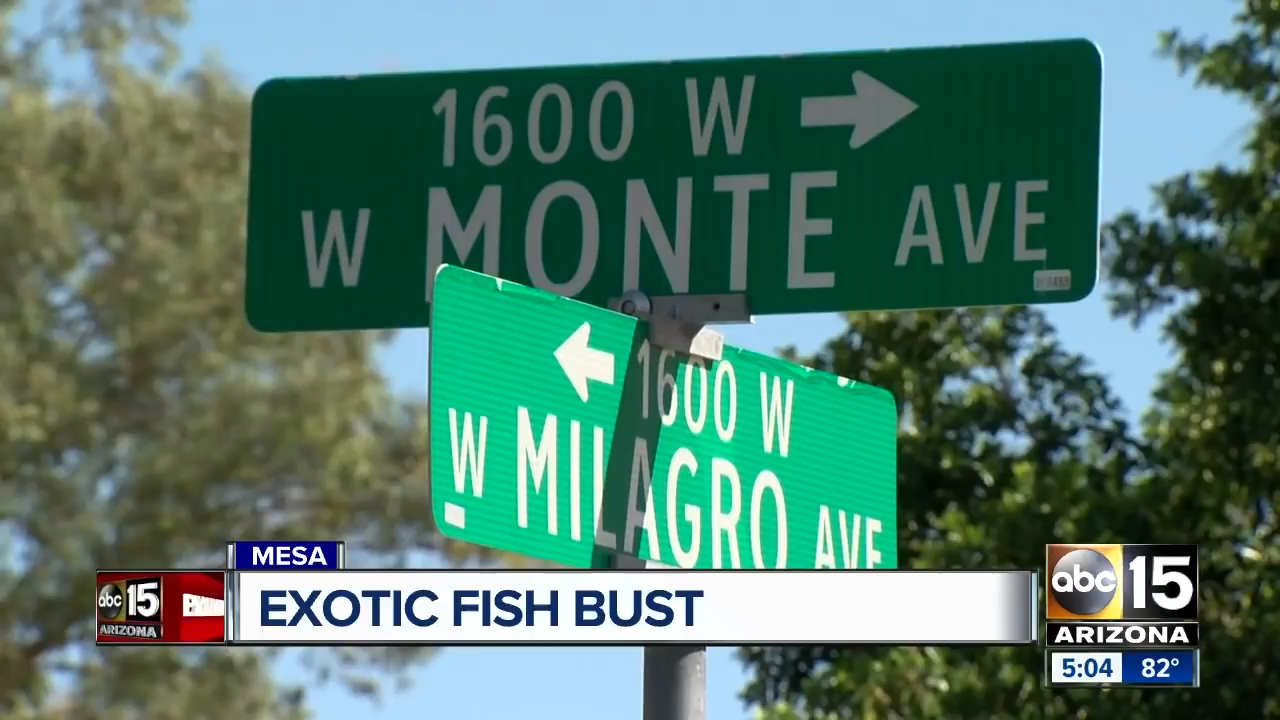 1600 W →
W MONTE AVE
← 1600 W
W MILAGRO AVE
MESA
abc 15
ARIZONA
EXOTIC FISH BUST
abc 15
ARIZONA
5:04 82°